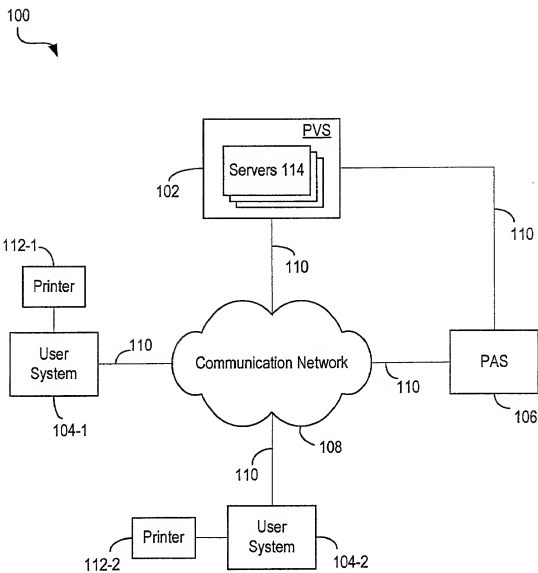 100
PVS
Servers 114
102
110
110
112-1
Printer
User
System
110
104-1
Communication Network
110
PAS
106
108
110
Printer
112-2
User
System
104-2